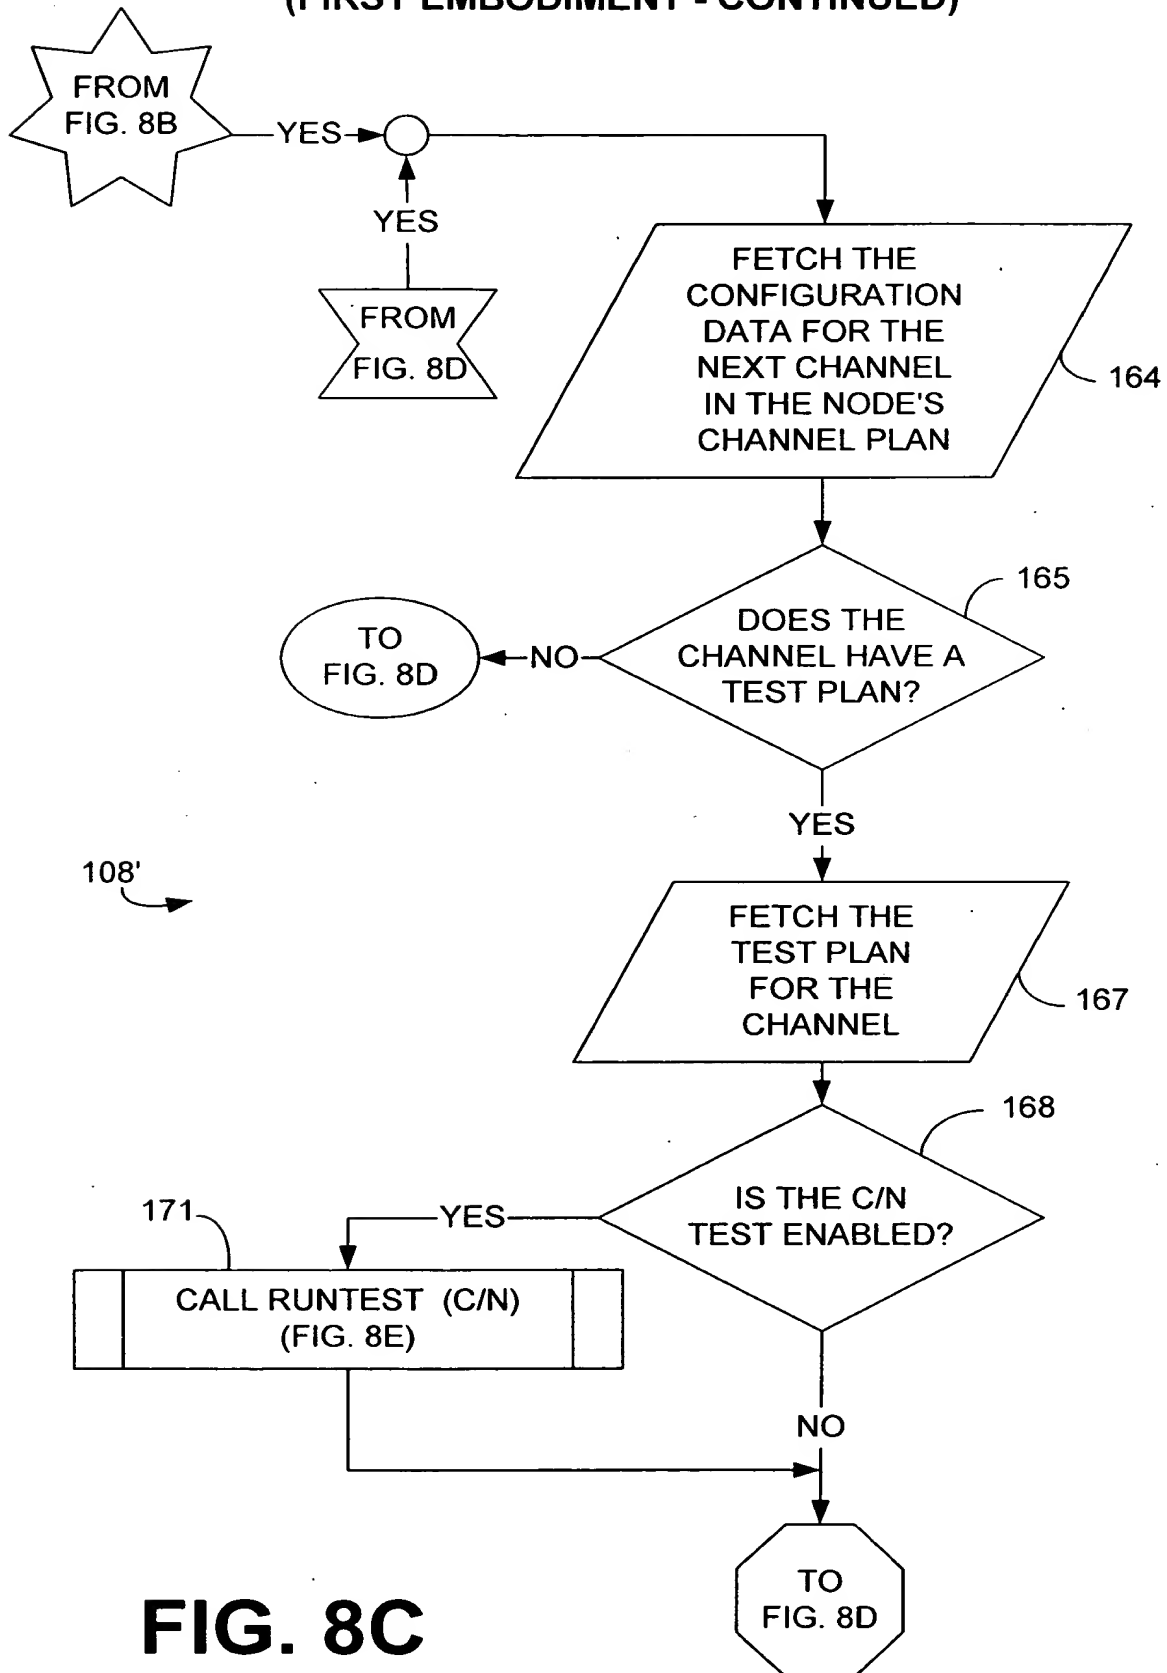 (FIRST EMBODIMENT - CONTINUED)
FROM
FIG. 8B
YES
YES
FROM
FIG. 8D
FETCH THE
CONFIGURATION
DATA FOR THE
NEXT CHANNEL
IN THE NODE'S
CHANNEL PLAN
164
165
DOES THE
CHANNEL HAVE A
TEST PLAN?
NO
TO
FIG. 8D
YES
108'
FETCH THE
TEST PLAN
FOR THE
CHANNEL
167
168
IS THE C/N
TEST ENABLED?
YES
171
CALL RUNTEST (C/N)
(FIG. 8E)
NO
TO
FIG. 8D
FIG. 8C